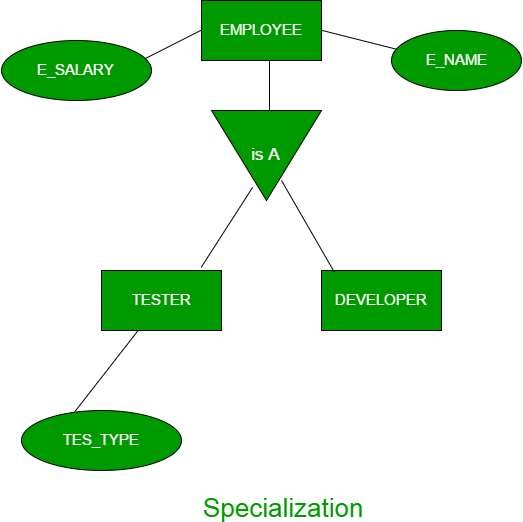 EMPLOYEE
E_SALARY
E_NAME
is A
TESTER
DEVELOPER
TES_TYPE
Specialization